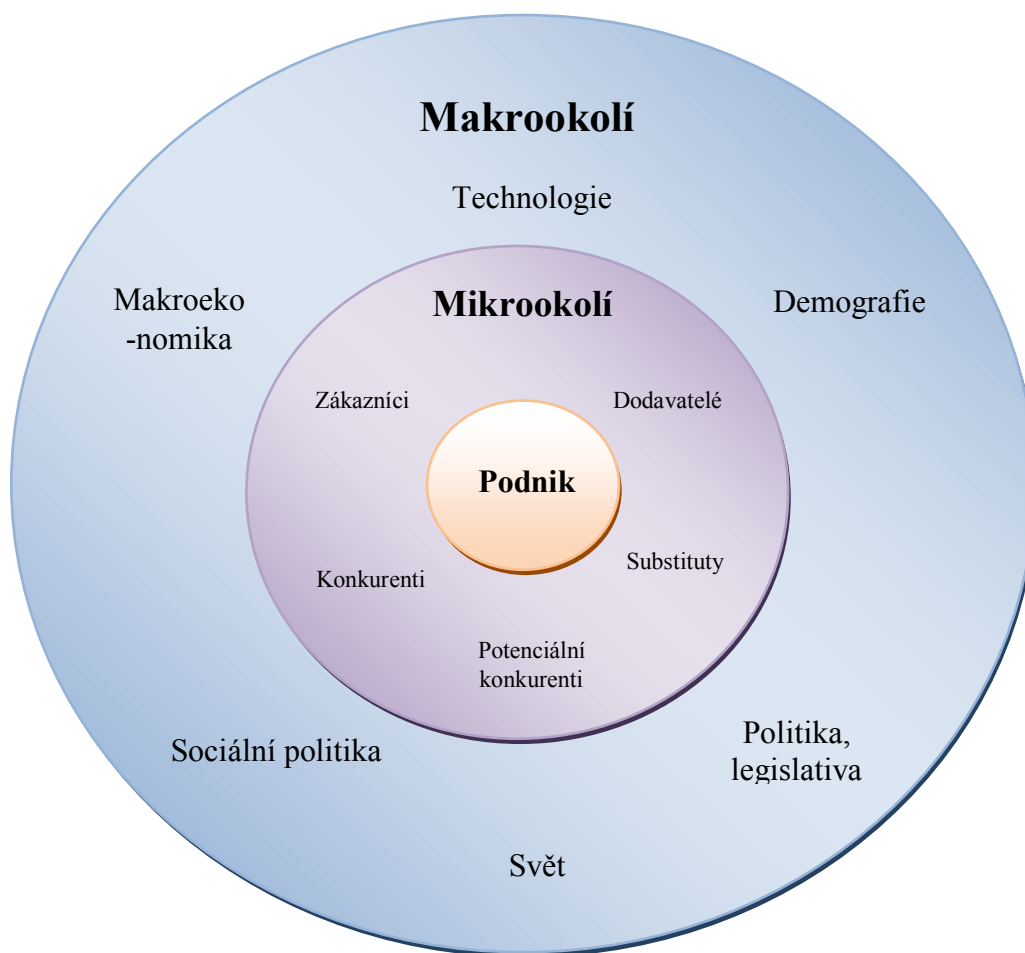 Makrookolí
Technologie
Makroeko
-nomika
Demografie
Mikrookolí
Zákazníci
Dodavatelé
Podnik
Konkurenti
Substituty
Potenciální
konkurenti
Sociální politika
Politika,
legislativa
Svět